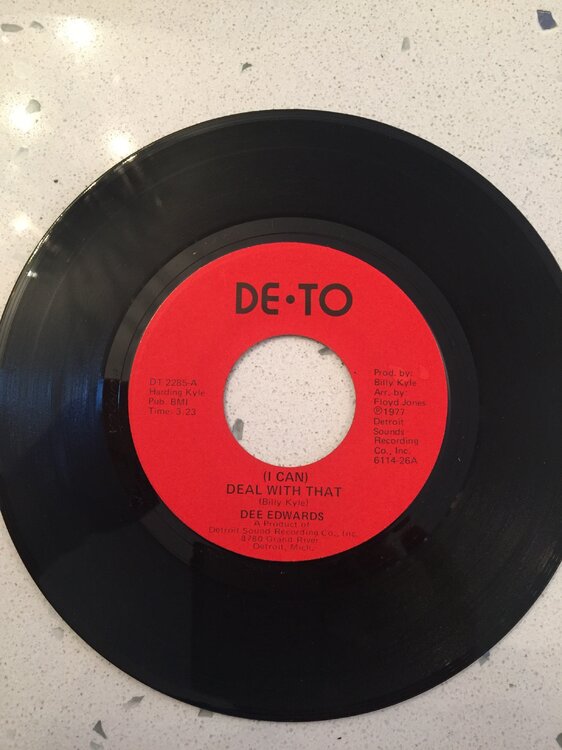 DE•TO
DT 2285-A
Harding Kyle
Pub. BMI
Time: 3:23
Prod. by:
Billy Kyle
Arr. by
Floyd Jones
℗1977
Detroit
Sounds
Recording
Co., Inc.
6114-26A
(I CAN)
DEAL WITH THAT
(Billy Kyle)
DEE EDWARDS
A Product of
Detroit Sound Recording Co., Inc.
8760 Grand River
Detroit, Mich.